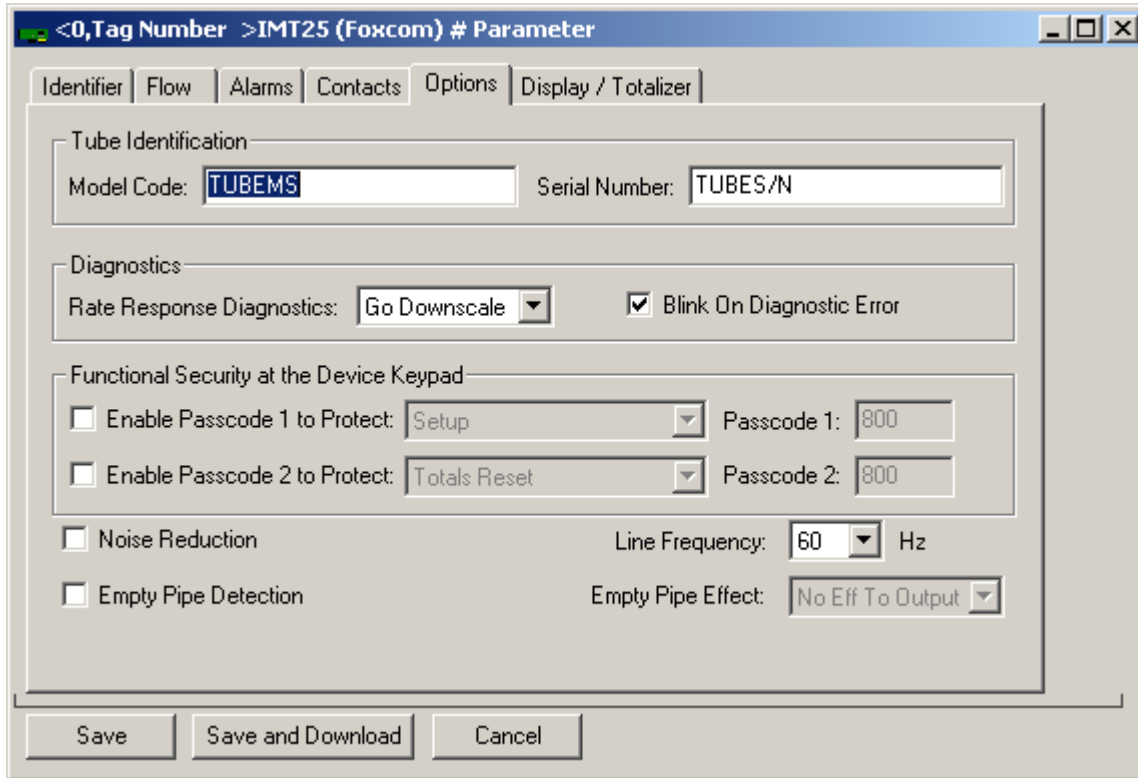 <0,Tag Number >IMT25 (Foxcom) # Parameter
Identifier Flow Alarms Contacts Options Display / Totalizer
Tube Identification
Model Code: TUBEMS Serial Number: TUBES/N
Diagnostics
Rate Response Diagnostics: Go Downscale Blink On Diagnostic Error
Functional Security at the Device Keypad
Enable Passcode 1 to Protect: Setup Passcode 1: 800
Enable Passcode 2 to Protect: Totals Reset Passcode 2: 800
Noise Reduction Line Frequency: 60 Hz
Empty Pipe Detection Empty Pipe Effect: No Eff To Output
Save Save and Download Cancel